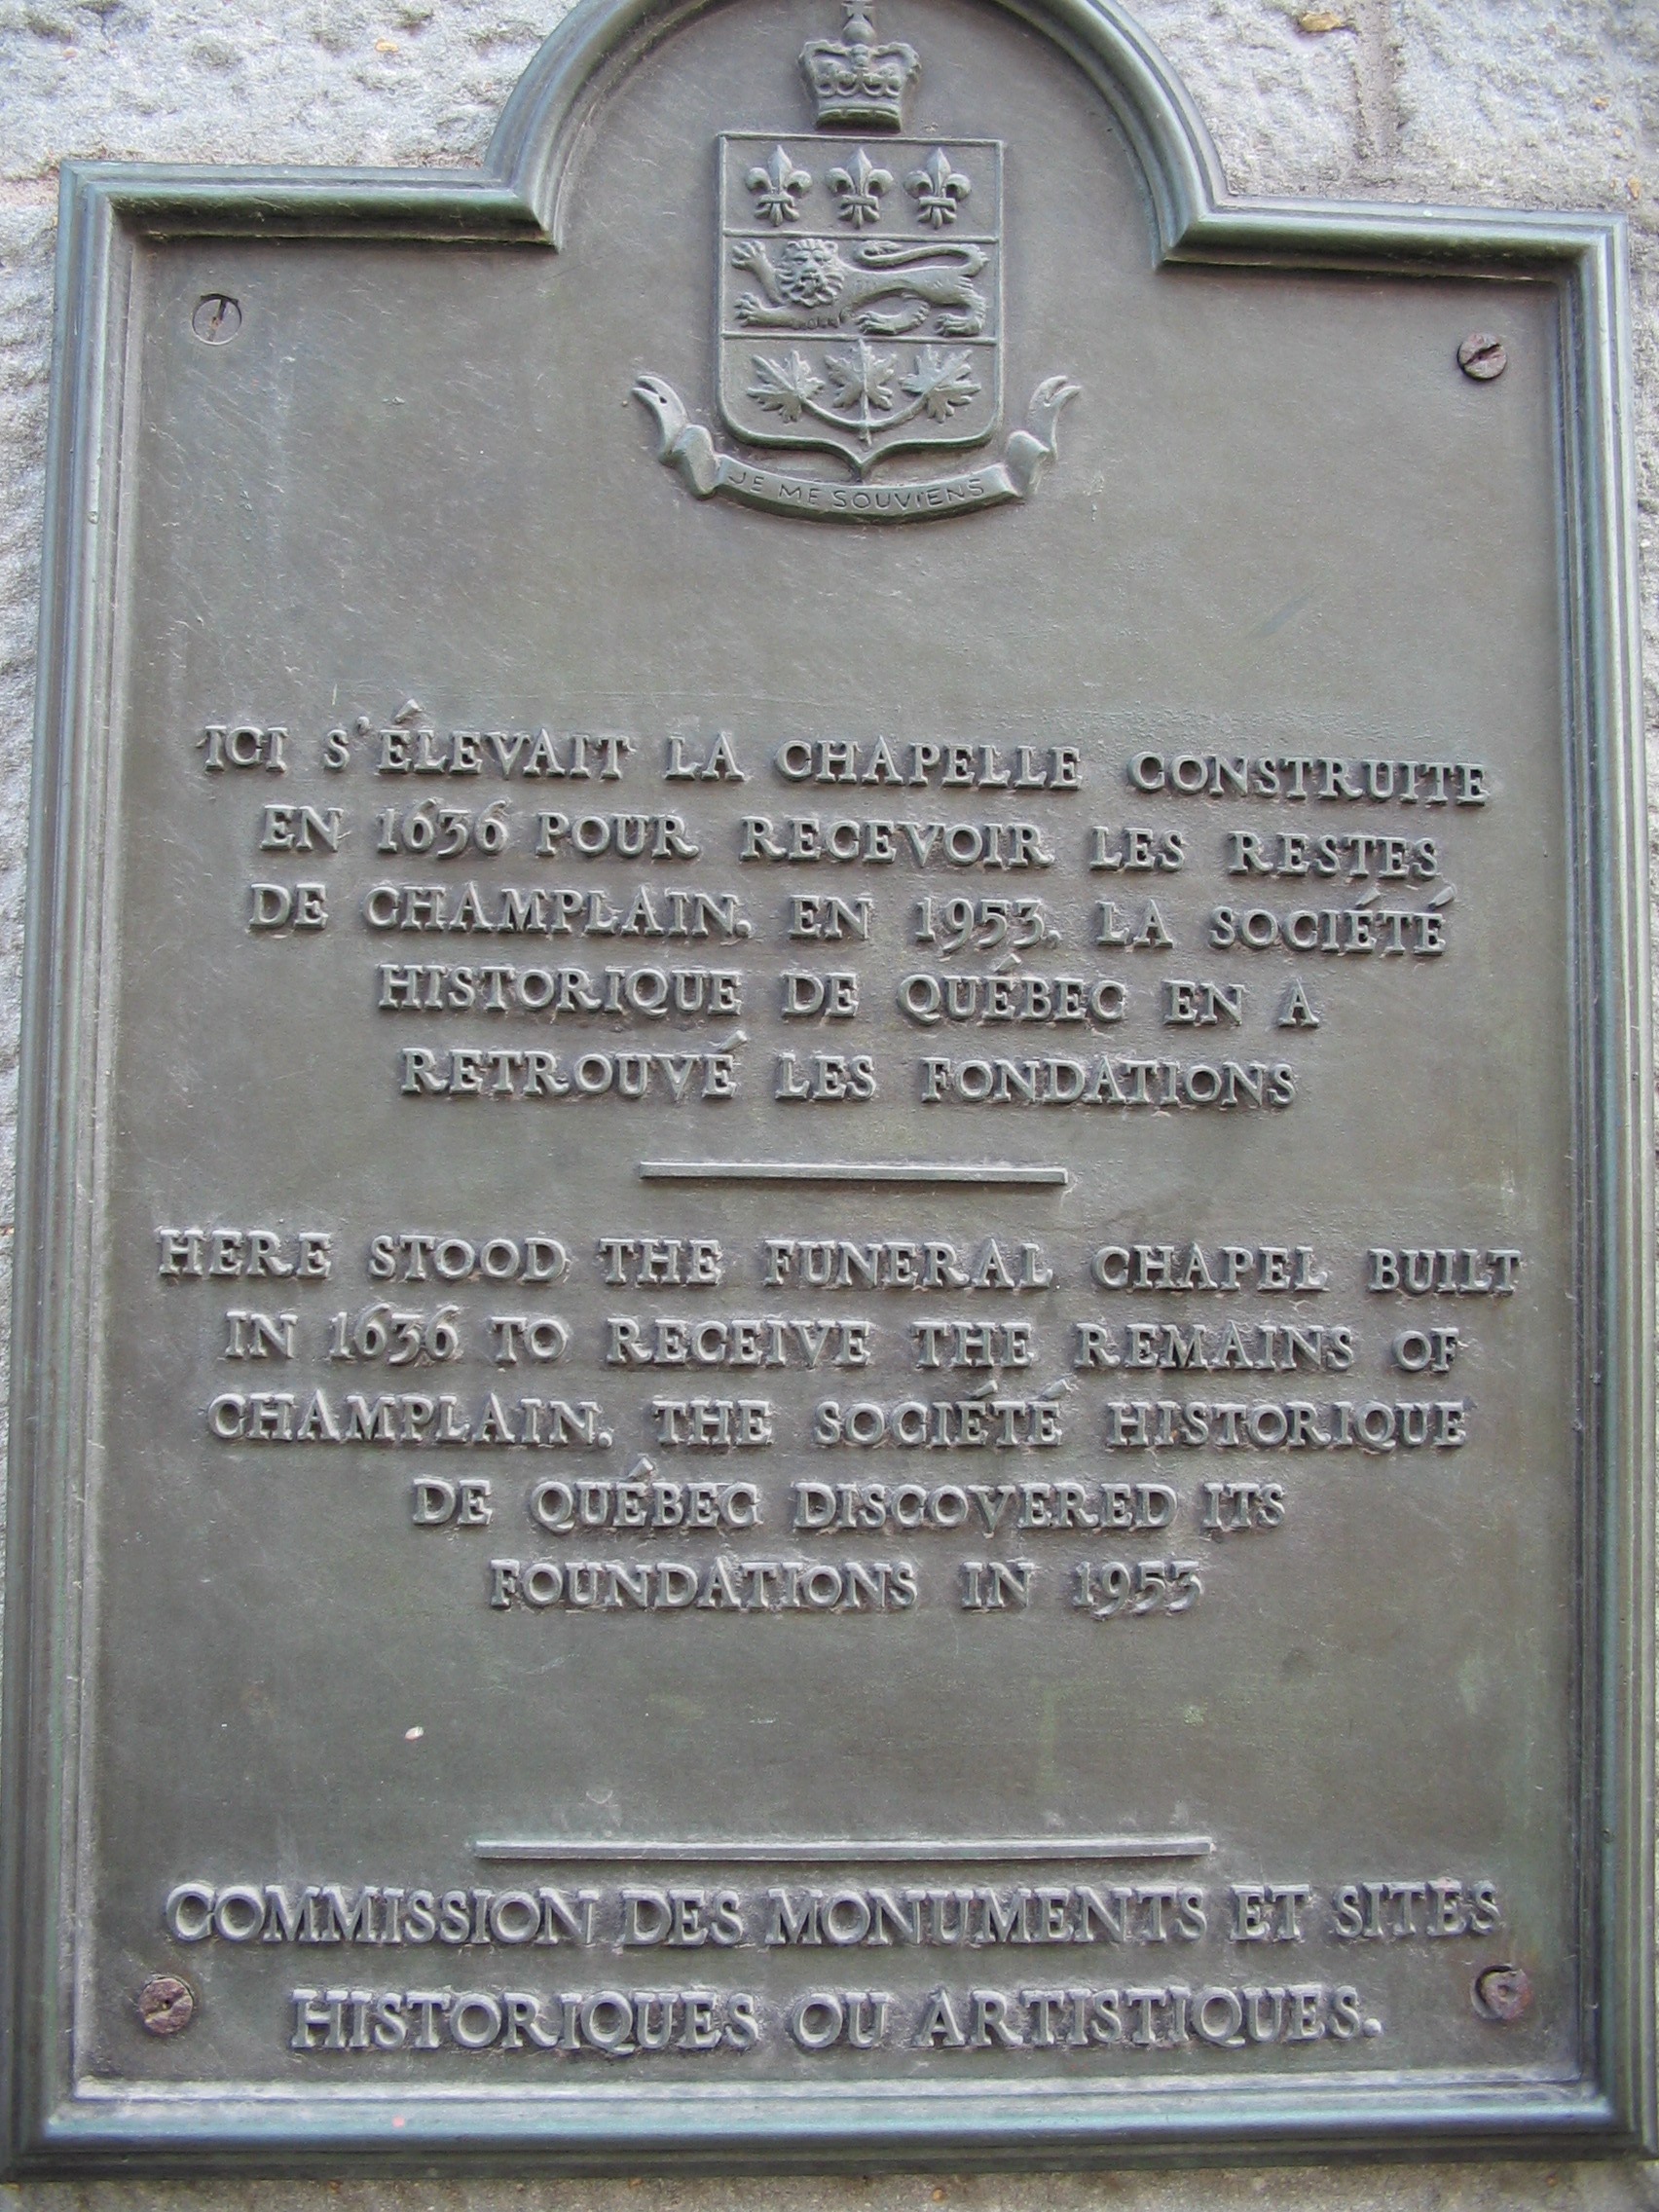 JE ME SOUVIENS
ICI S'ÉLEVAIT LA CHAPELLE CONSTRUITE
EN 1636 POUR RECEVOIR LES RESTES
DE CHAMPLAIN. EN 1953. LA SOCIÉTÉ
HISTORIQUE DE QUÉBEC EN A
RETROUVÉ LES FONDATIONS
HERE STOOD THE FUNERAL CHAPEL BUILT
IN 1636 TO RECEIVE THE REMAINS OF
CHAMPLAIN. THE SOCIÉTÉ HISTORIQUE
DE QUÉBEC DISCOVERED ITS
FOUNDATIONS IN 1953
COMMISSION DES MONUMENTS ET SITES
HISTORIQUES OU ARTISTIQUES.